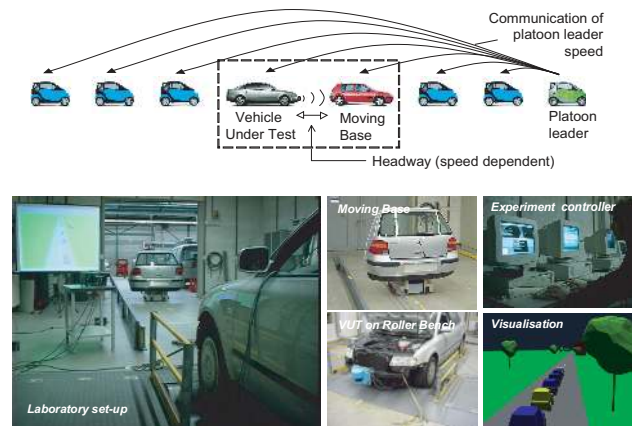 Communication of
platoon leader
speed
Vehicle
Under Test
Moving
Base
Platoon
leader
Headway (speed dependent)
Moving Base
Experiment controller
VUT on Roller Bench
Visualisation
Laboratory set-up